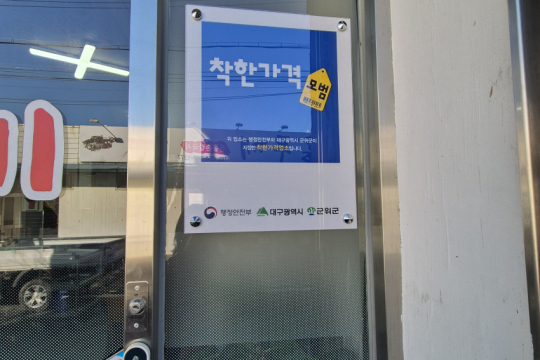 착한가격
모범
위 업소는 행정안전부와 대구광역시 군위군이
지정한 착한가격업소입니다.
행정안전부 대구광역시 군위군
이